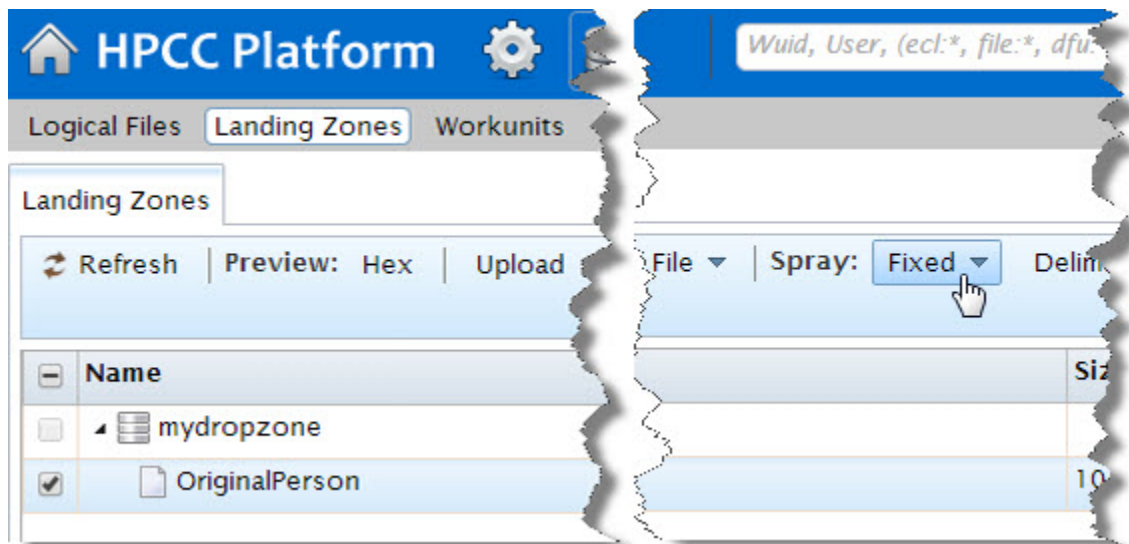 HPCC Platform
Wuid, User, (ecl:*, file:*, dfu:
Logical Files Landing Zones Workunits
Landing Zones
Refresh Preview: Hex Upload File Spray: Fixed
Name
mydropzone
OriginalPerson